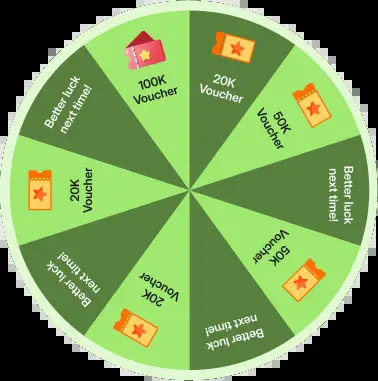 100K
Voucher
20K
Voucher
50K
Voucher
Better luck
next time!
50K
Voucher
Better luck
next time!
20K
Voucher
Better luck
next time!
20K
Voucher
Better luck
next time!